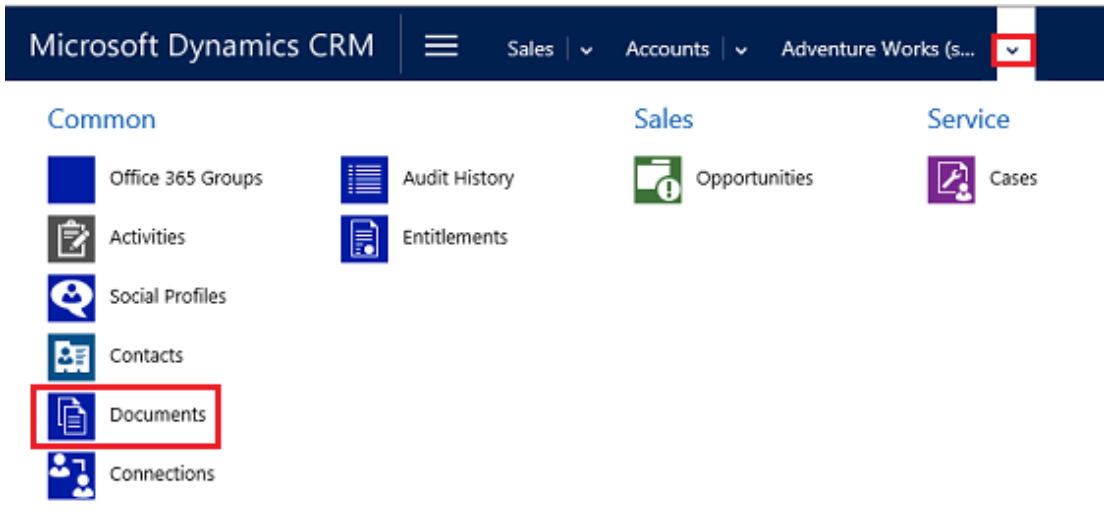 Microsoft Dynamics CRM Sales Accounts Adventure Works (s...
Common Sales Service
Office 365 Groups Audit History Opportunities Cases
Activities Entitlements
Social Profiles
Contacts
Documents
Connections